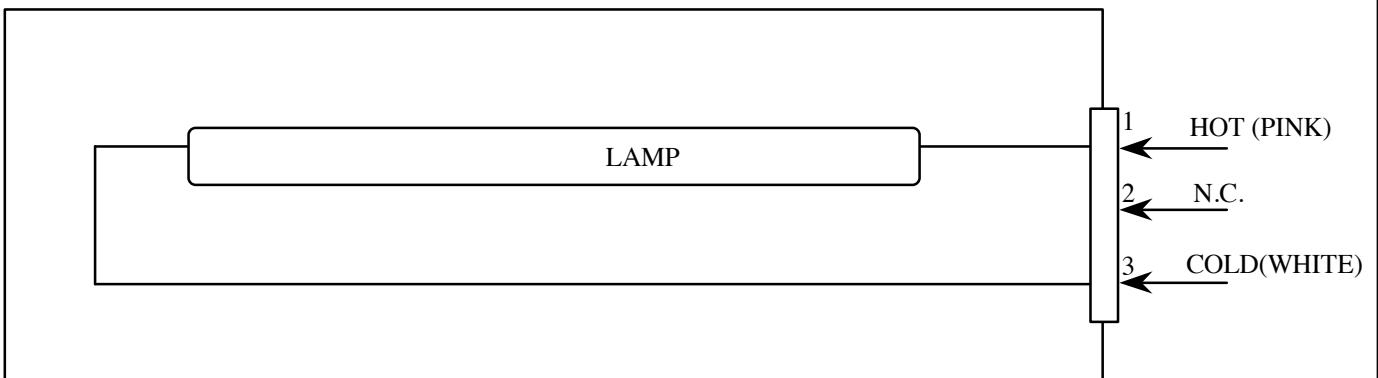 1
HOT (PINK)
LAMP
2
N.C.
3
COLD(WHITE)